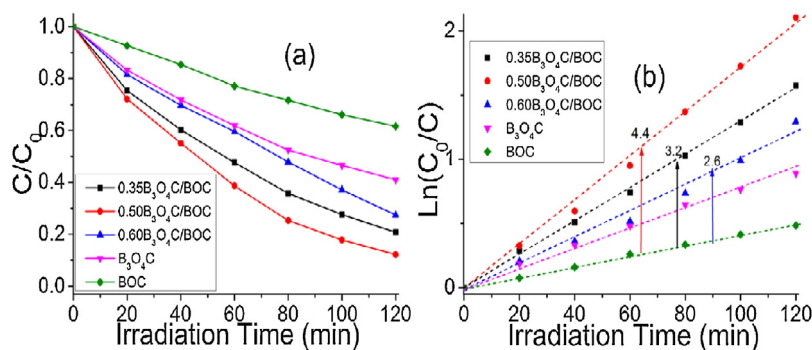 (a)
C/C₀
1.0
0.8
0.6
0.4
0.2
0.0
0.35B₃O₄C/BOC
0.50B₃O₄C/BOC
0.60B₃O₄C/BOC
B₃O₄C
BOC
0 20 40 60 80 100 120
Irradiation Time (min)
(b)
Ln(C₀/C)
2
1
0
0.35B₃O₄C/BOC
0.50B₃O₄C/BOC
0.60B₃O₄C/BOC
B₃O₄C
BOC
4.4
3.2
2.6
0 20 40 60 80 100 120
Irradiation Time (min)